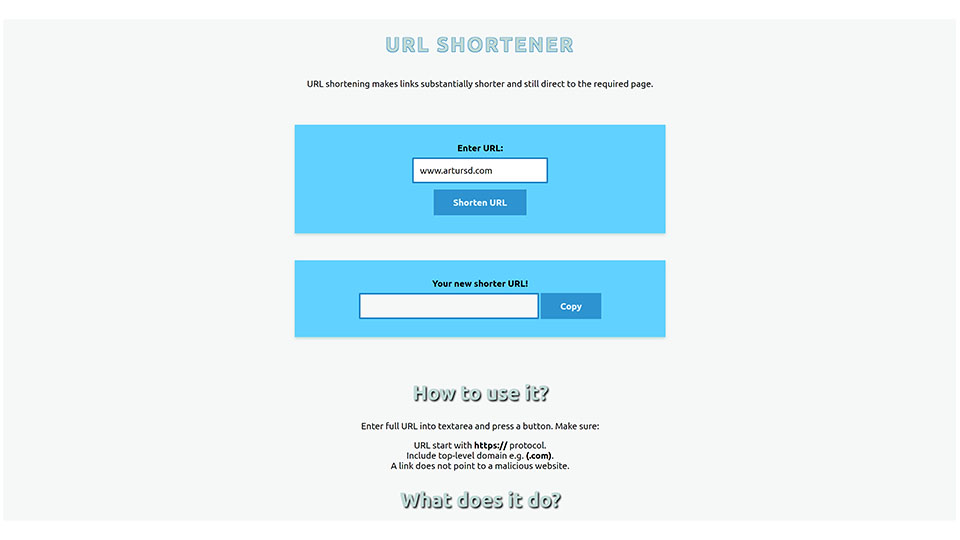 URL SHORTENER
URL shortening makes links substantially shorter and still direct to the required page.
Enter URL:
www.artursd.com
Shorten URL
Your new shorter URL!
Copy
How to use it?
Enter full URL into textarea and press a button. Make sure:
URL start with https:// protocol.
Include top-level domain e.g. (.com).
A link does not point to a malicious website.
What does it do?